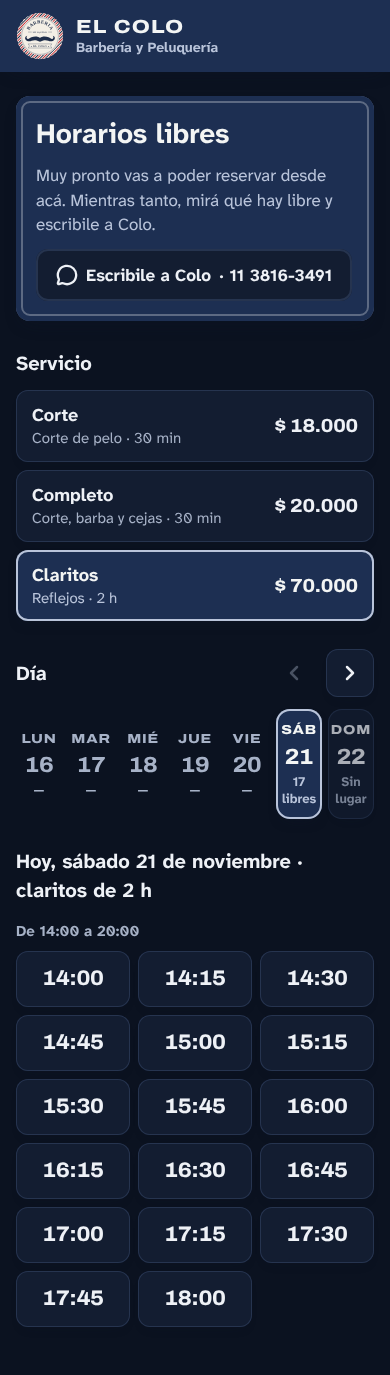 BARBERÍA
EL COLO
Barbería y Peluquería
Horarios libres
Muy pronto vas a poder reservar desde
acá. Mientras tanto, mirá qué hay libre y
escribile a Colo.
Escribile a Colo · 11 3816-3491
Servicio
Corte
Corte de pelo · 30 min
$ 18.000
Completo
Corte, barba y cejas · 30 min
$ 20.000
Claritos
Reflejos · 2 h
$ 70.000
Día
LUN MAR MIÉ JUE VIE SÁB DOM
16 17 18 19 20 21 22
– – – – – 17 Sin
libres lugar
Hoy, sábado 21 de noviembre ·
claritos de 2 h
De 14:00 a 20:00
14:00 14:15 14:30
14:45 15:00 15:15
15:30 15:45 16:00
16:15 16:30 16:45
17:00 17:15 17:30
17:45 18:00